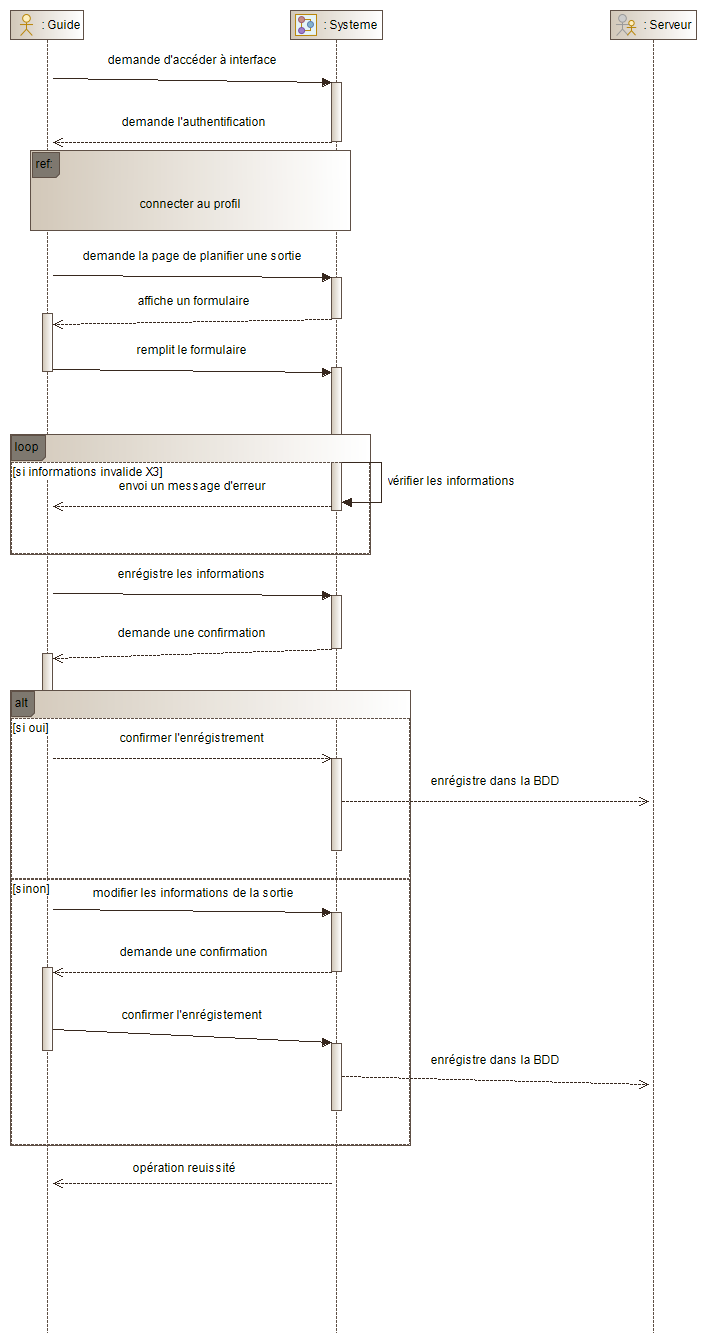 : Guide
: Systeme
: Serveur
demande d'accéder à interface
demande l'authentification
ref:
connecter au profil
demande la page de planifier une sortie
affiche un formulaire
remplit le formulaire
loop
[si informations invalide X3]
vérifier les informations
envoi un message d'erreur
enrégistre les informations
demande une confirmation
alt
[si oui]
confirmer l'enrégistrement
enrégistre dans la BDD
[sinon]
modifier les informations de la sortie
demande une confirmation
confirmer l'enrégistement
enrégistre dans la BDD
opération reuissité